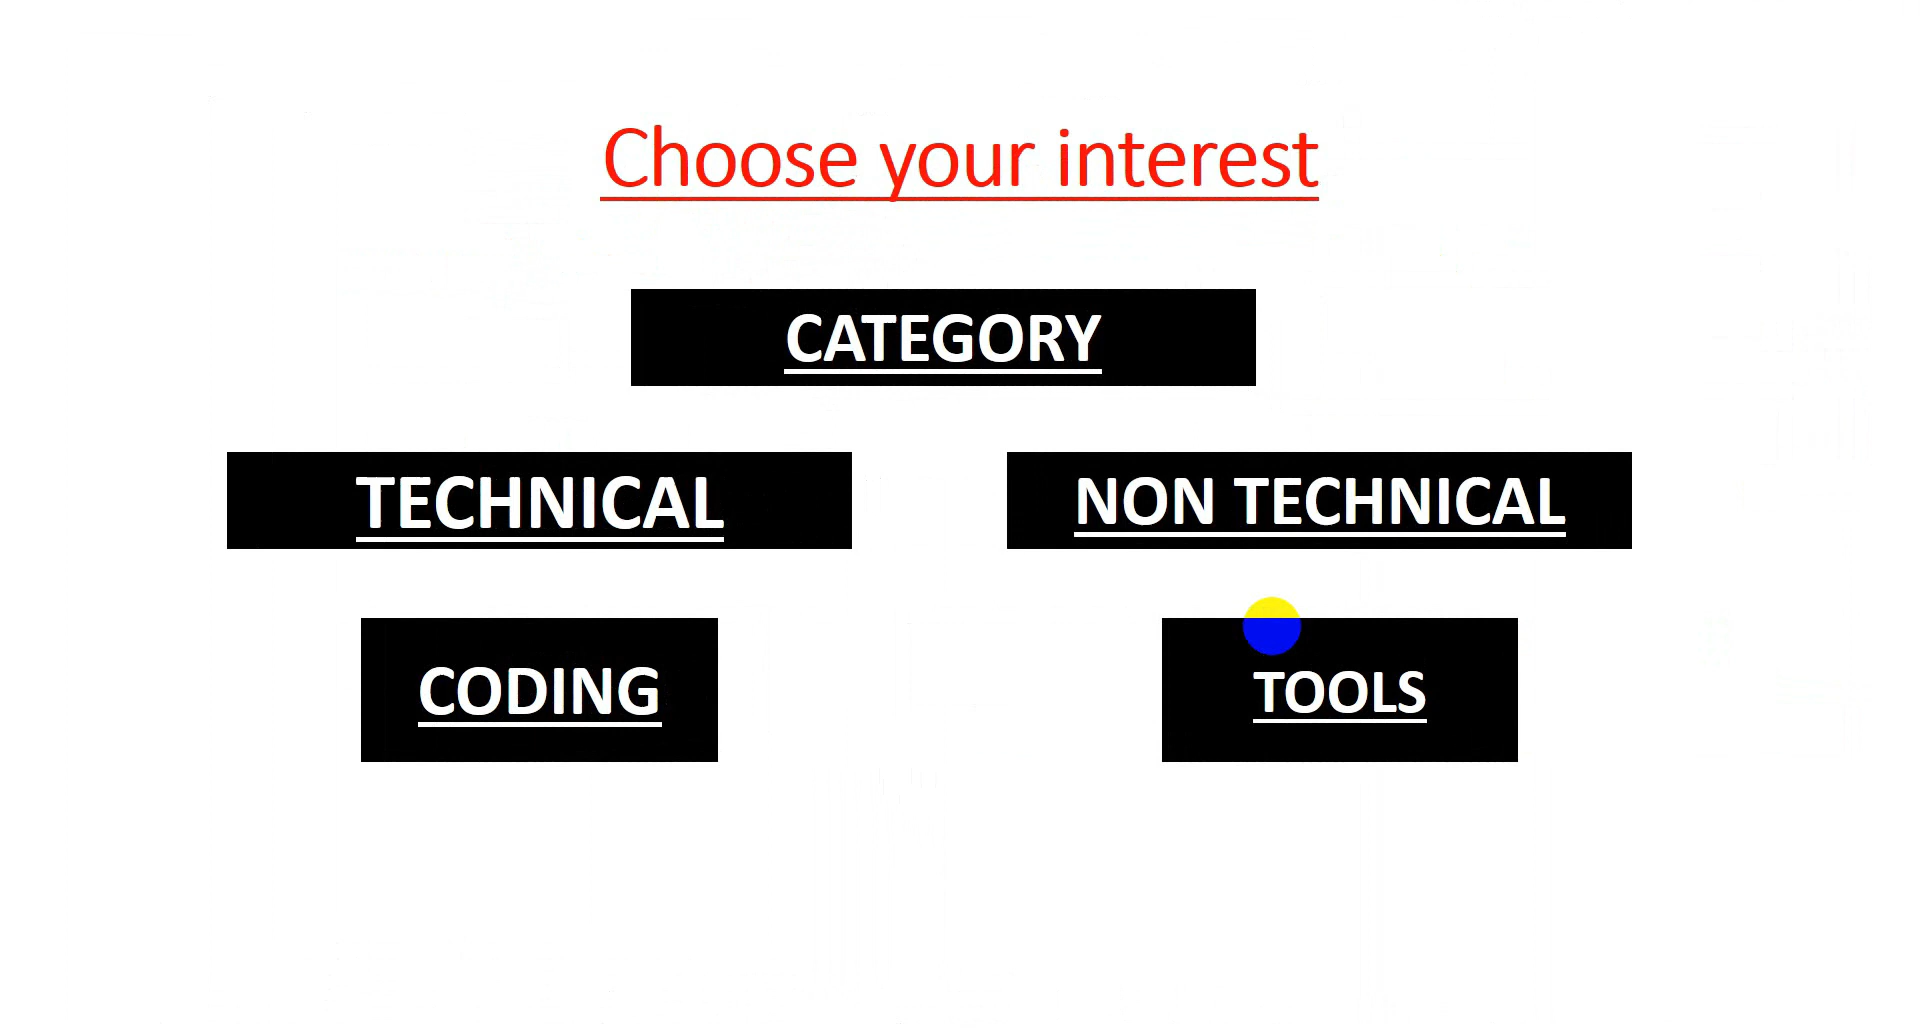 Choose your interest
CATEGORY
TECHNICAL
NON TECHNICAL
CODING
TOOLS